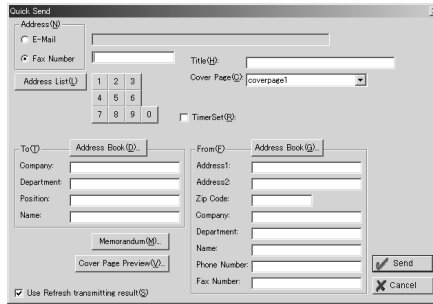 Quick Send
Address(N)
E-Mail
Fax Number
Title(H):
Address List(L)
1 2 3
4 5 6
7 8 9 0
Cover Page(C):
coverpage1
TimerSet(R):
To(T)
Address Book(D)...
Company:
Department:
Position:
Name:
Memorandum(M)...
Cover Page Preview(V)...
From(F)
Address Book(G)...
Address1:
Address2:
Zip Code:
Company:
Department:
Name:
Phone Number:
Fax Number:
Use Refresh transmitting result(S)
Send
Cancel